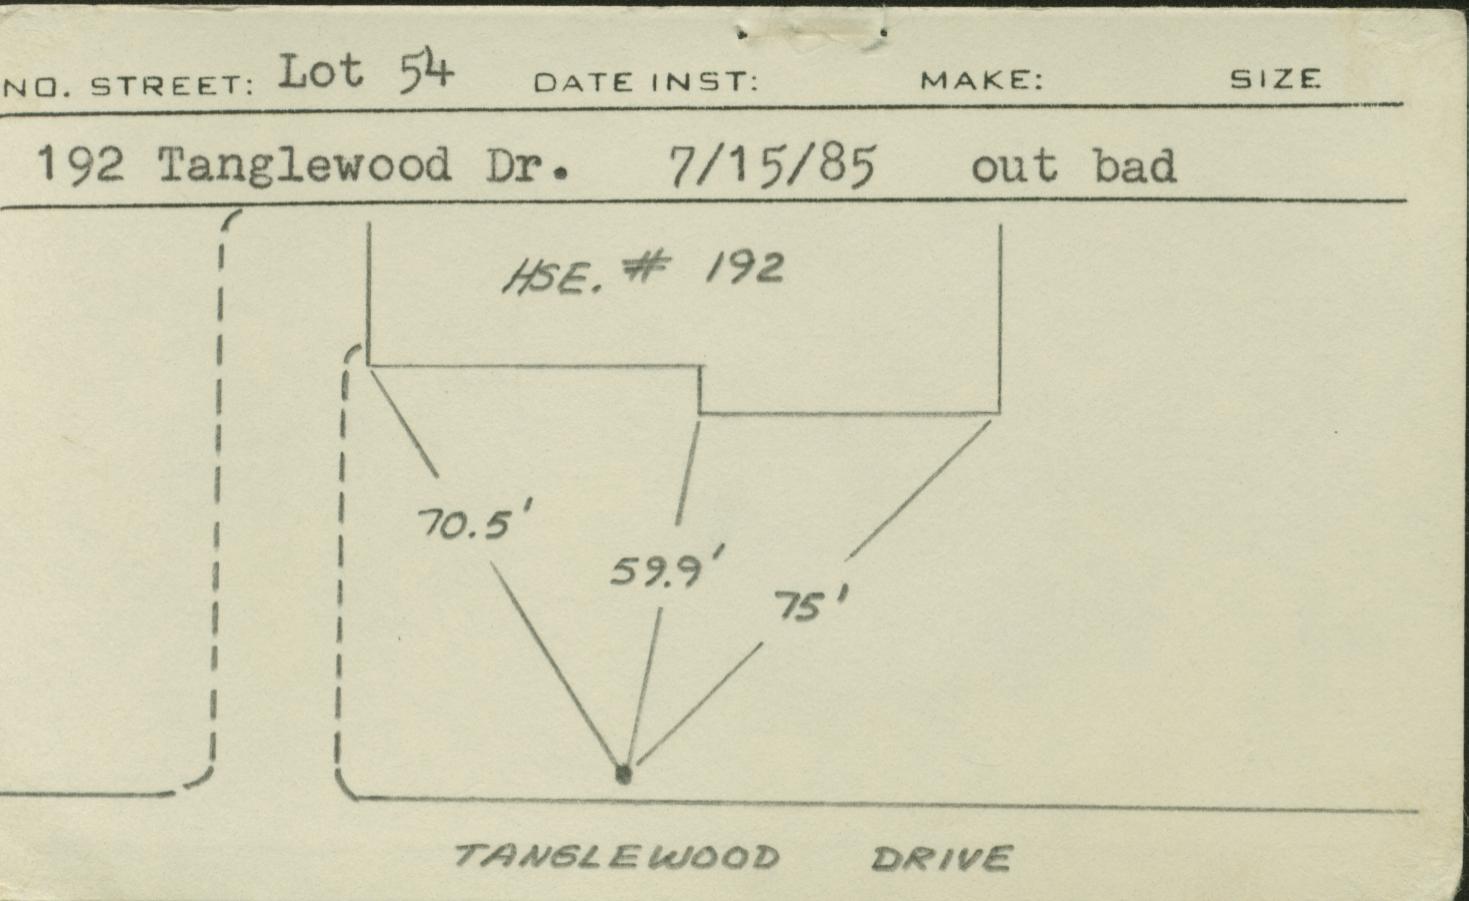 NO. STREET: Lot 54 DATE INST: MAKE: SIZE
192 Tanglewood Dr. 7/15/85 out bad
HSE. # 192
70.5'
59.9'
75'
TANGLEWOOD DRIVE